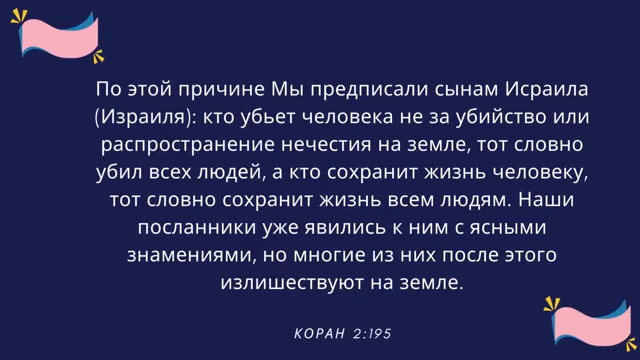 По этой причине Мы предписали сынам Исраила
(Израиля): кто убьет человека не за убийство или
распространение нечестия на земле, тот словно
убил всех людей, а кто сохранит жизнь человеку,
тот словно сохранит жизнь всем людям. Наши
посланники уже явились к ним с ясными
знамениями, но многие из них после этого
излишествуют на земле.
КОРАН 2:195